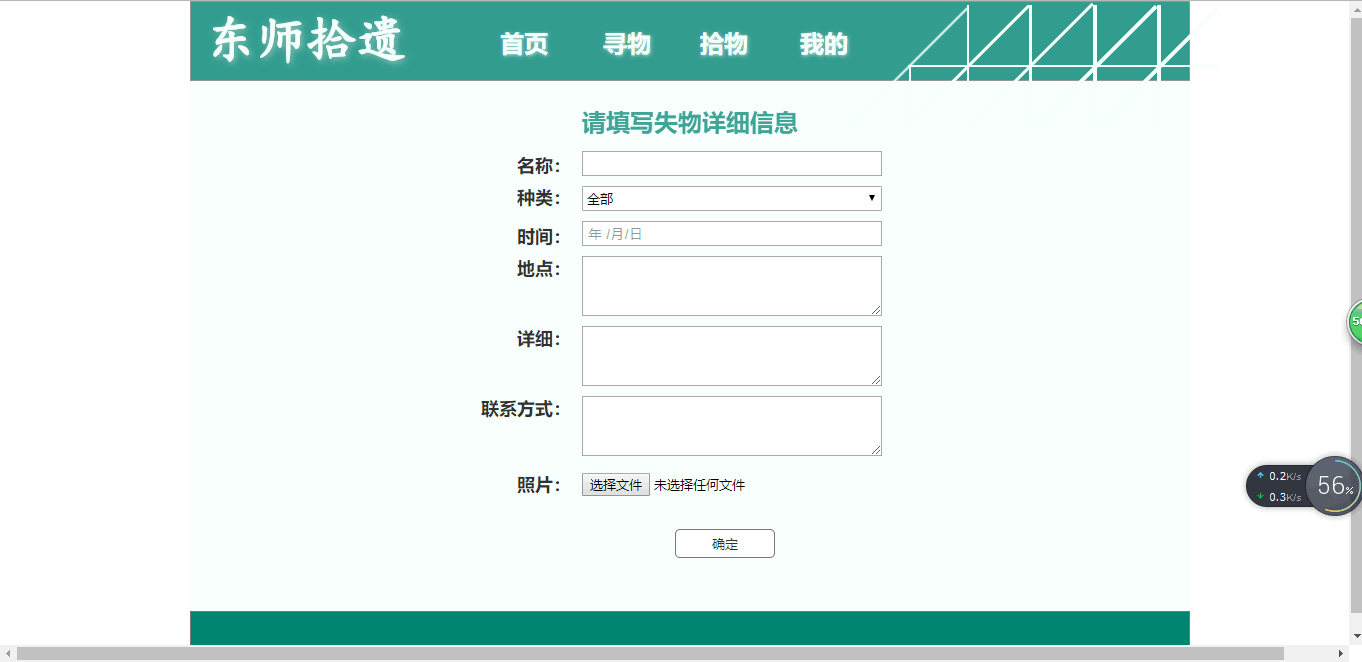 东师拾遗 首页 寻物 拾物 我的
请填写失物详细信息
名称：
种类： 全部
时间： 年 /月/日
地点：
详细：
联系方式：
照片： 选择文件 未选择任何文件
确定
0.2K/s
0.3K/s
56%